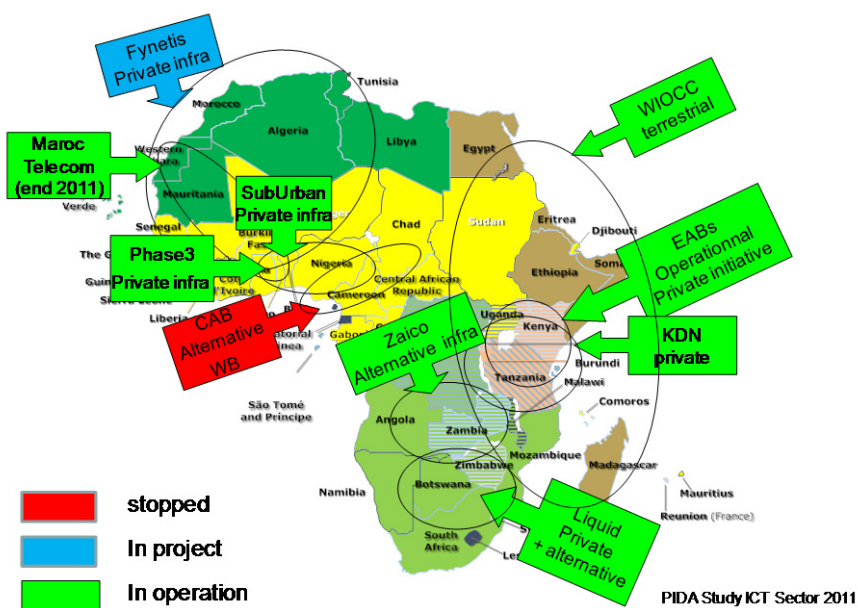 Fynetis
Private infra
Tunisia
Morocco
WIOCC
terrestrial
Algeria
Libya
Egypt
Maroc
Telecom
(end 2011)
Western
Mauritania
Verde
SubUrban
Private infra
Senegal
Chad
Sudan
Eritrea
Djibouti
EABs
Operationnal
Private initiative
Phase3
Private infra
Nigeria
Ethiopia
Central African
Republic
Cameroon
Liberia
CAB
Alternative
WB
Zaico
Alternative infra
Uganda
Kenya
KDN
private
Burundi
Tanzania
Malawi
São Tomé
and Príncipe
Comoros
Angola
Zambia
Mozambique
Zimbabwe
Madagascar
Botswana
Namibia
Mauritius
Reunion (France)
Liquid
Private
+ alternative
South
Africa
stopped
In project
In operation
PIDA Study ICT Sector 2011